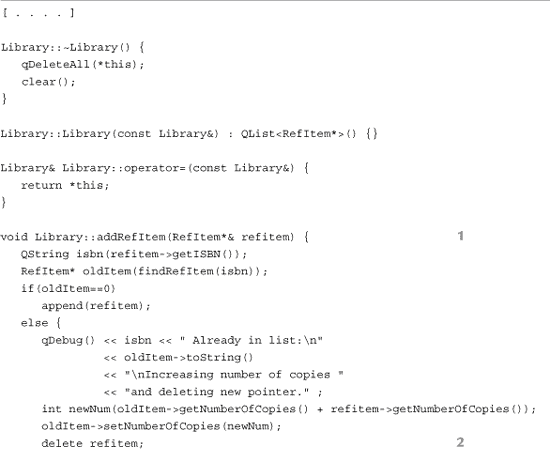 [ . . . . ]
Library::~Library() {
   qDeleteAll(*this);
   clear();
}
Library::Library(const Library&) : QList<RefItem*>() {}
Library& Library::operator=(const Library&) {
   return *this;
}
void Library::addRefItem(RefItem*& refitem) { 1
   QString isbn(refitem->getISBN());
   RefItem* oldItem(findRefItem(isbn));
   if(oldItem==0)
      append(refitem);
   else {
      qDebug() << isbn << " Already in list:\n"
               << oldItem->toString()
               << "\nIncreasing number of copies "
               << "and deleting new pointer." ;
      int newNum(oldItem->getNumberOfCopies() + refitem->getNumberOfCopies());
      oldItem->setNumberOfCopies(newNum);
      delete refitem; 2